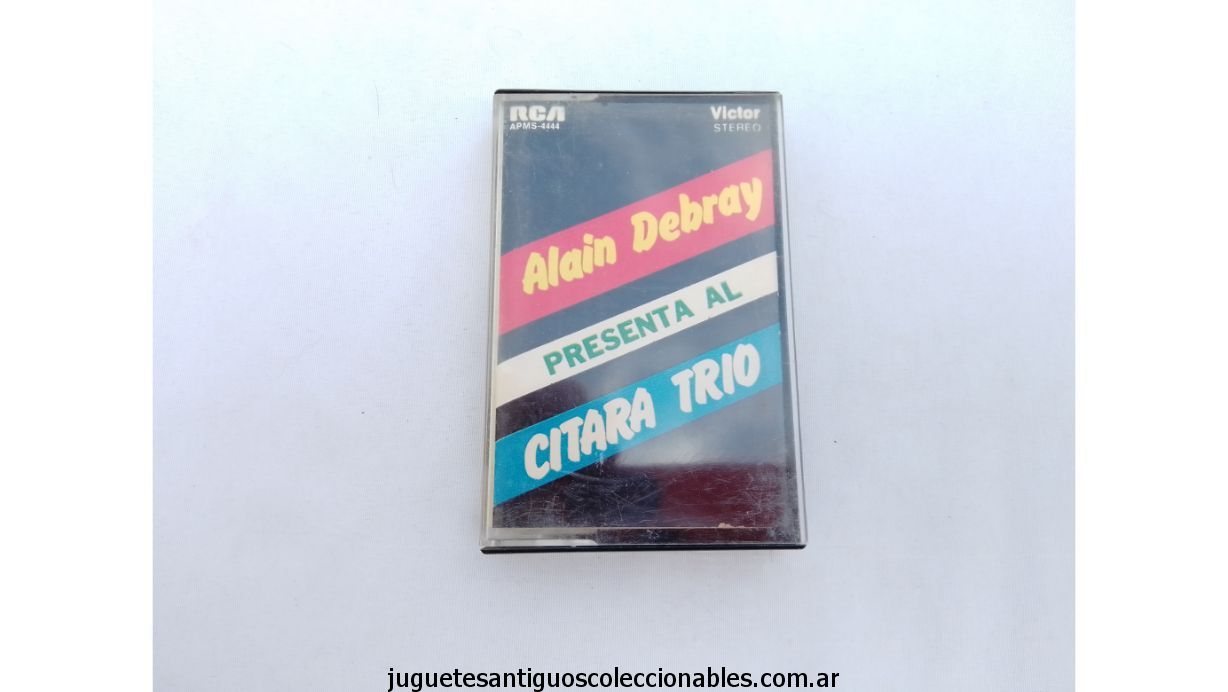 RCA Victor
APMS-4444 STEREO
Alain Debray
PRESENTA AL
CITARA TRIO
juguetesantiguoscoleccionables.com.ar